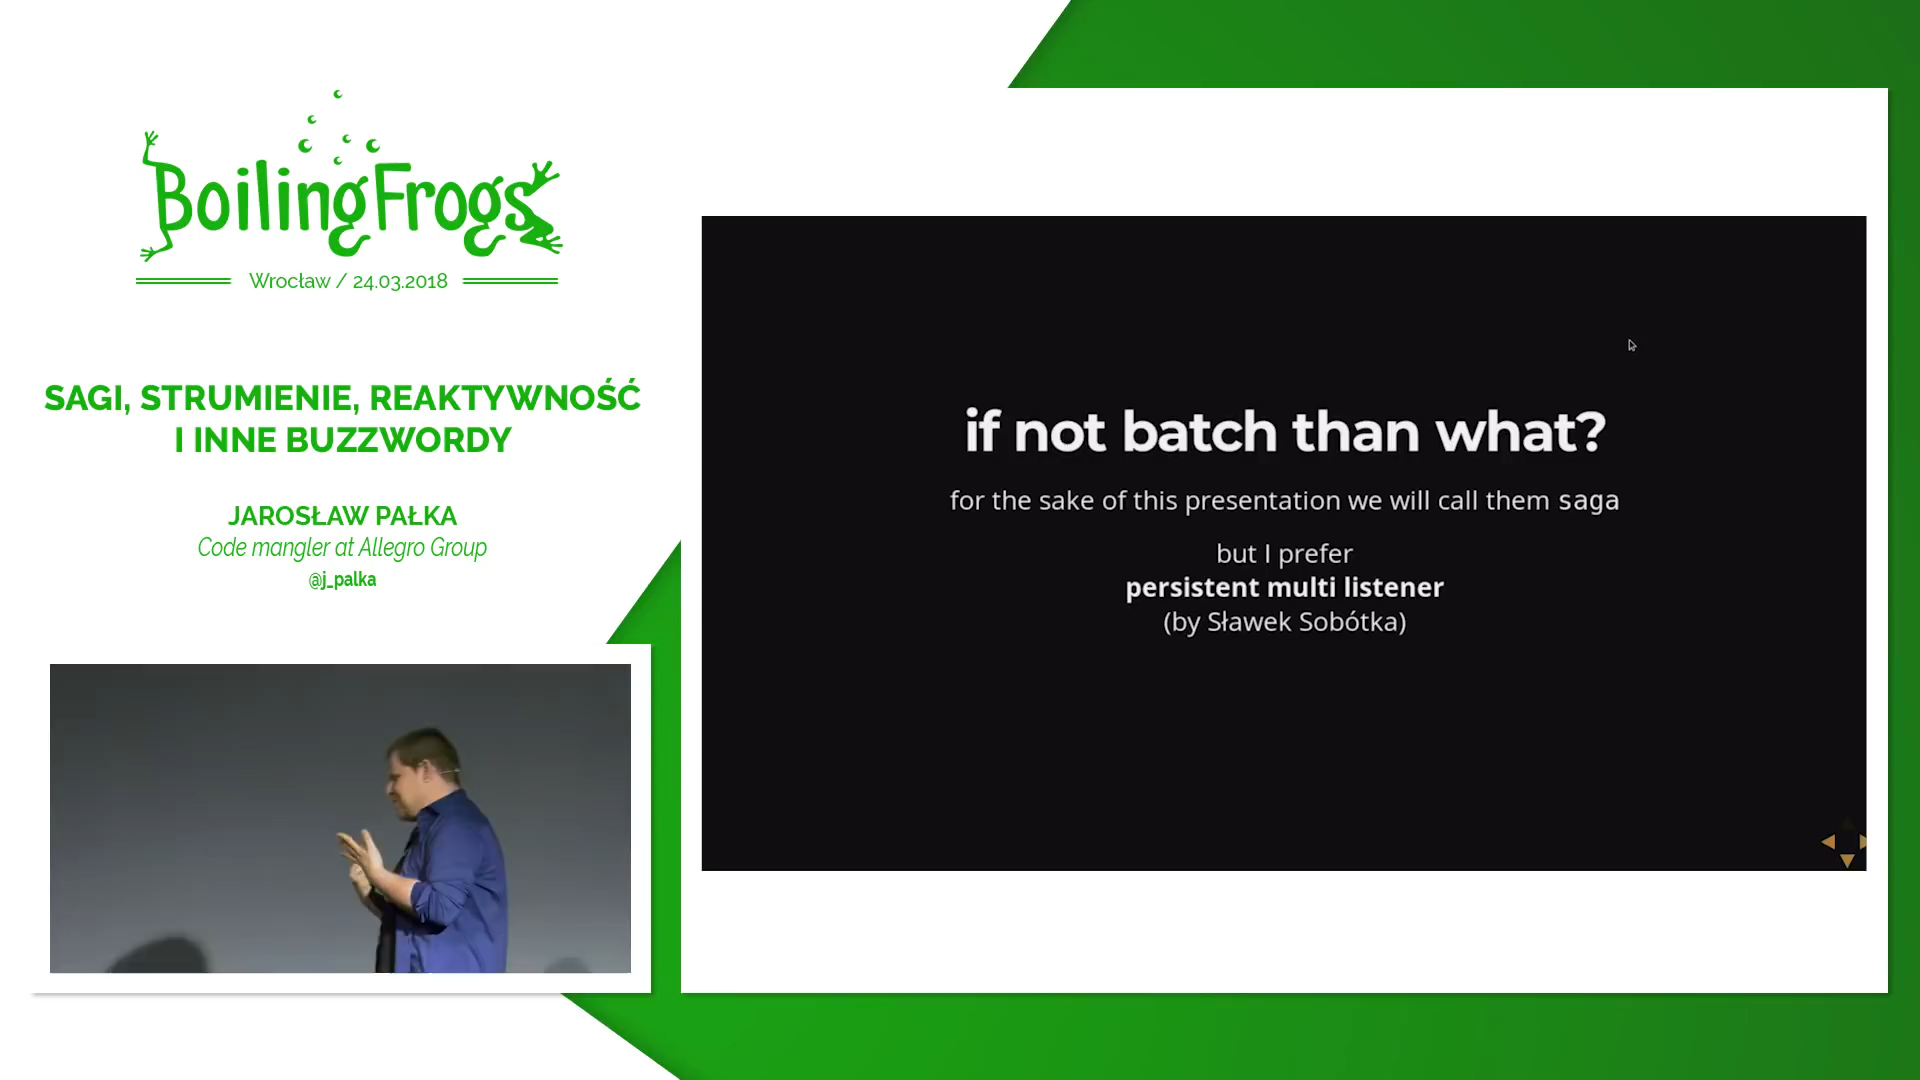 BoilingFrogs
Wrocław / 24.03.2018
SAGI, STRUMIENIE, REAKTYWNOŚĆ
I INNE BUZZWORDY
JAROSŁAW PAŁKA
Code mangler at Allegro Group
@j_palka
if not batch than what?
for the sake of this presentation we will call them saga
but I prefer
persistent multi listener
(by Sławek Sobótka)